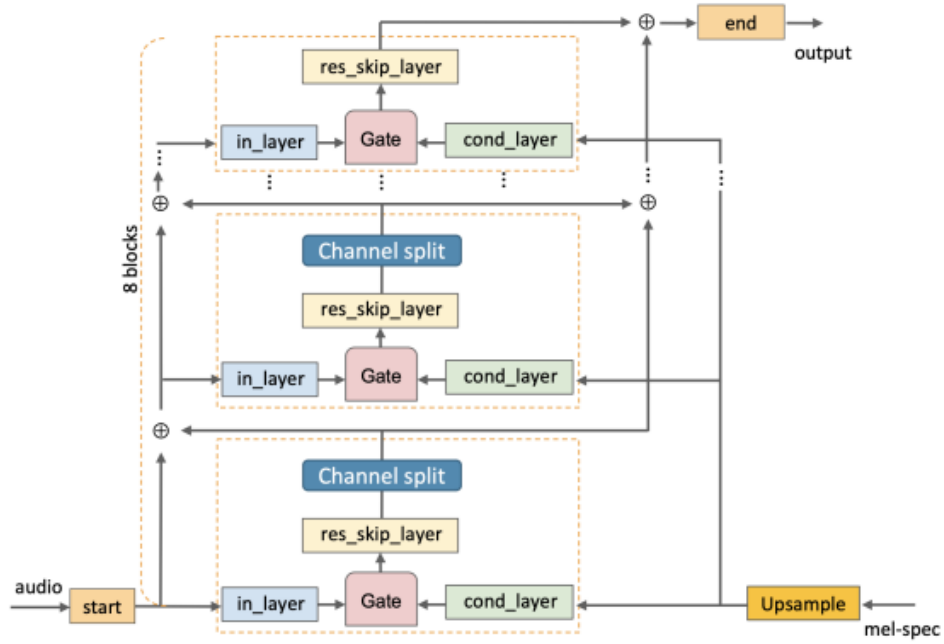 end
output
res_skip_layer
in_layer
Gate
cond_layer
8 blocks
Channel split
res_skip_layer
in_layer
Gate
cond_layer
Channel split
res_skip_layer
audio
start
in_layer
Gate
cond_layer
Upsample
mel-spec